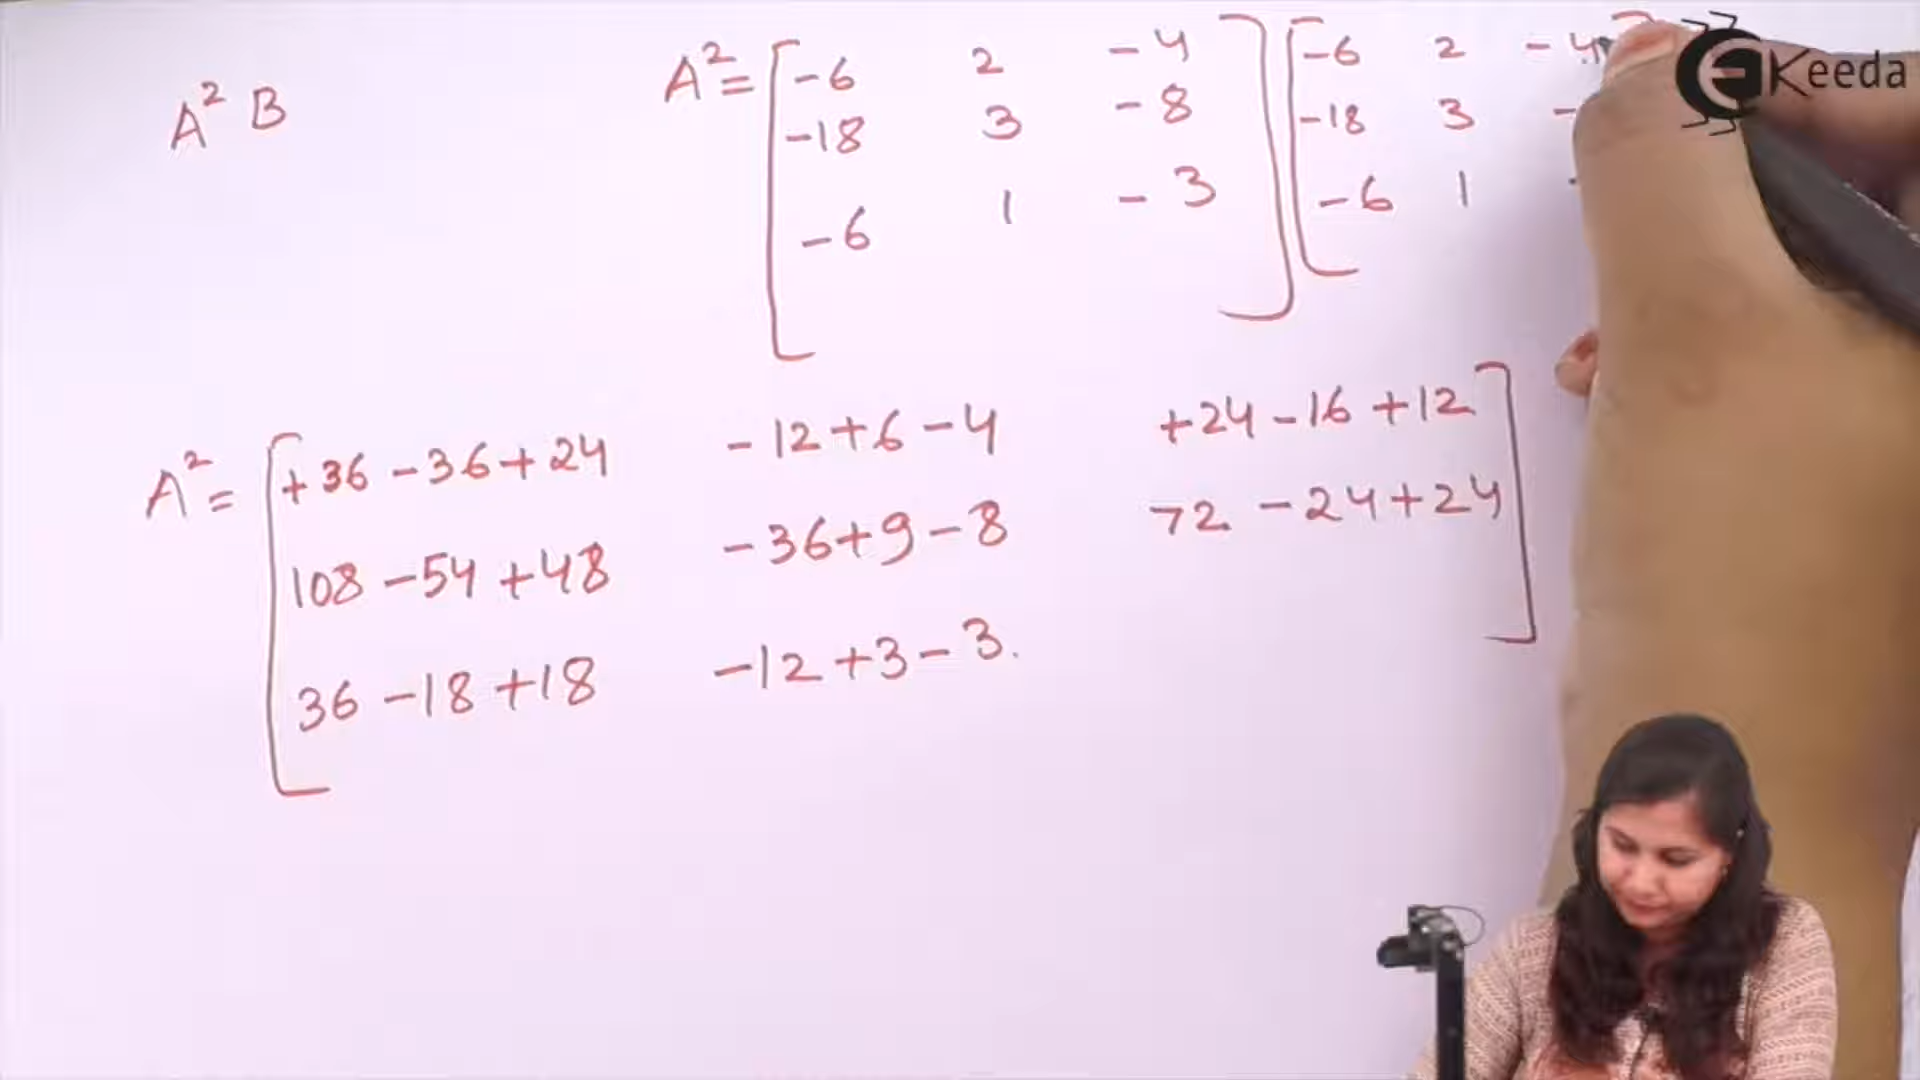 Keeda
A² B
A² = [ -6 2 -4 ] [ -6 2 -4
-18 3 -8 -18 3 -
-6 1 -3 -6 1 -
A² = [ +36 -36 +24 -12 +6 -4 +24 -16 +12 ]
108 -54 +48 -36 +9 -8 72 -24 +24
36 -18 +18 -12 +3 -3.